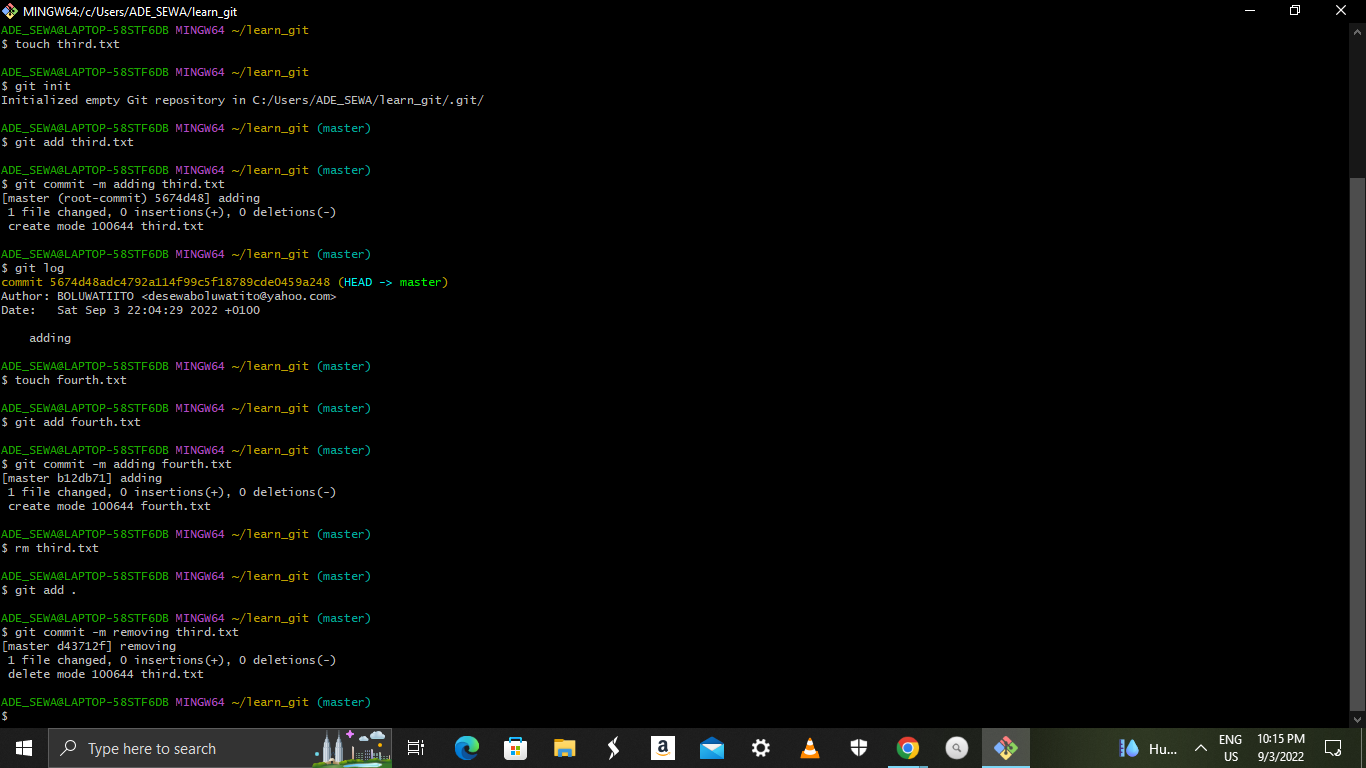 MINGW64:/c/Users/ADE_SEWA/learn_git
ADE_SEWA@LAPTOP-58STF6DB MINGW64 ~/learn_git
$ touch third.txt
ADE_SEWA@LAPTOP-58STF6DB MINGW64 ~/learn_git
$ git init
Initialized empty Git repository in C:/Users/ADE_SEWA/learn_git/.git/
ADE_SEWA@LAPTOP-58STF6DB MINGW64 ~/learn_git (master)
$ git add third.txt
ADE_SEWA@LAPTOP-58STF6DB MINGW64 ~/learn_git (master)
$ git commit -m adding third.txt
[master (root-commit) 5674d48] adding
 1 file changed, 0 insertions(+), 0 deletions(-)
 create mode 100644 third.txt
ADE_SEWA@LAPTOP-58STF6DB MINGW64 ~/learn_git (master)
$ git log
commit 5674d48adc4792a114f99c5f18789cde0459a248 (HEAD -> master)
Author: BOLUWATIITO <desewaboluwatito@yahoo.com>
Date:   Sat Sep 3 22:04:29 2022 +0100
    adding
ADE_SEWA@LAPTOP-58STF6DB MINGW64 ~/learn_git (master)
$ touch fourth.txt
ADE_SEWA@LAPTOP-58STF6DB MINGW64 ~/learn_git (master)
$ git add fourth.txt
ADE_SEWA@LAPTOP-58STF6DB MINGW64 ~/learn_git (master)
$ git commit -m adding fourth.txt
[master b12db71] adding
 1 file changed, 0 insertions(+), 0 deletions(-)
 create mode 100644 fourth.txt
ADE_SEWA@LAPTOP-58STF6DB MINGW64 ~/learn_git (master)
$ rm third.txt
ADE_SEWA@LAPTOP-58STF6DB MINGW64 ~/learn_git (master)
$ git add .
ADE_SEWA@LAPTOP-58STF6DB MINGW64 ~/learn_git (master)
$ git commit -m removing third.txt
[master d43712f] removing
 1 file changed, 0 insertions(+), 0 deletions(-)
 delete mode 100644 third.txt
ADE_SEWA@LAPTOP-58STF6DB MINGW64 ~/learn_git (master)
$
Type here to search
a
Hu...
ENG
US
10:15 PM
9/3/2022